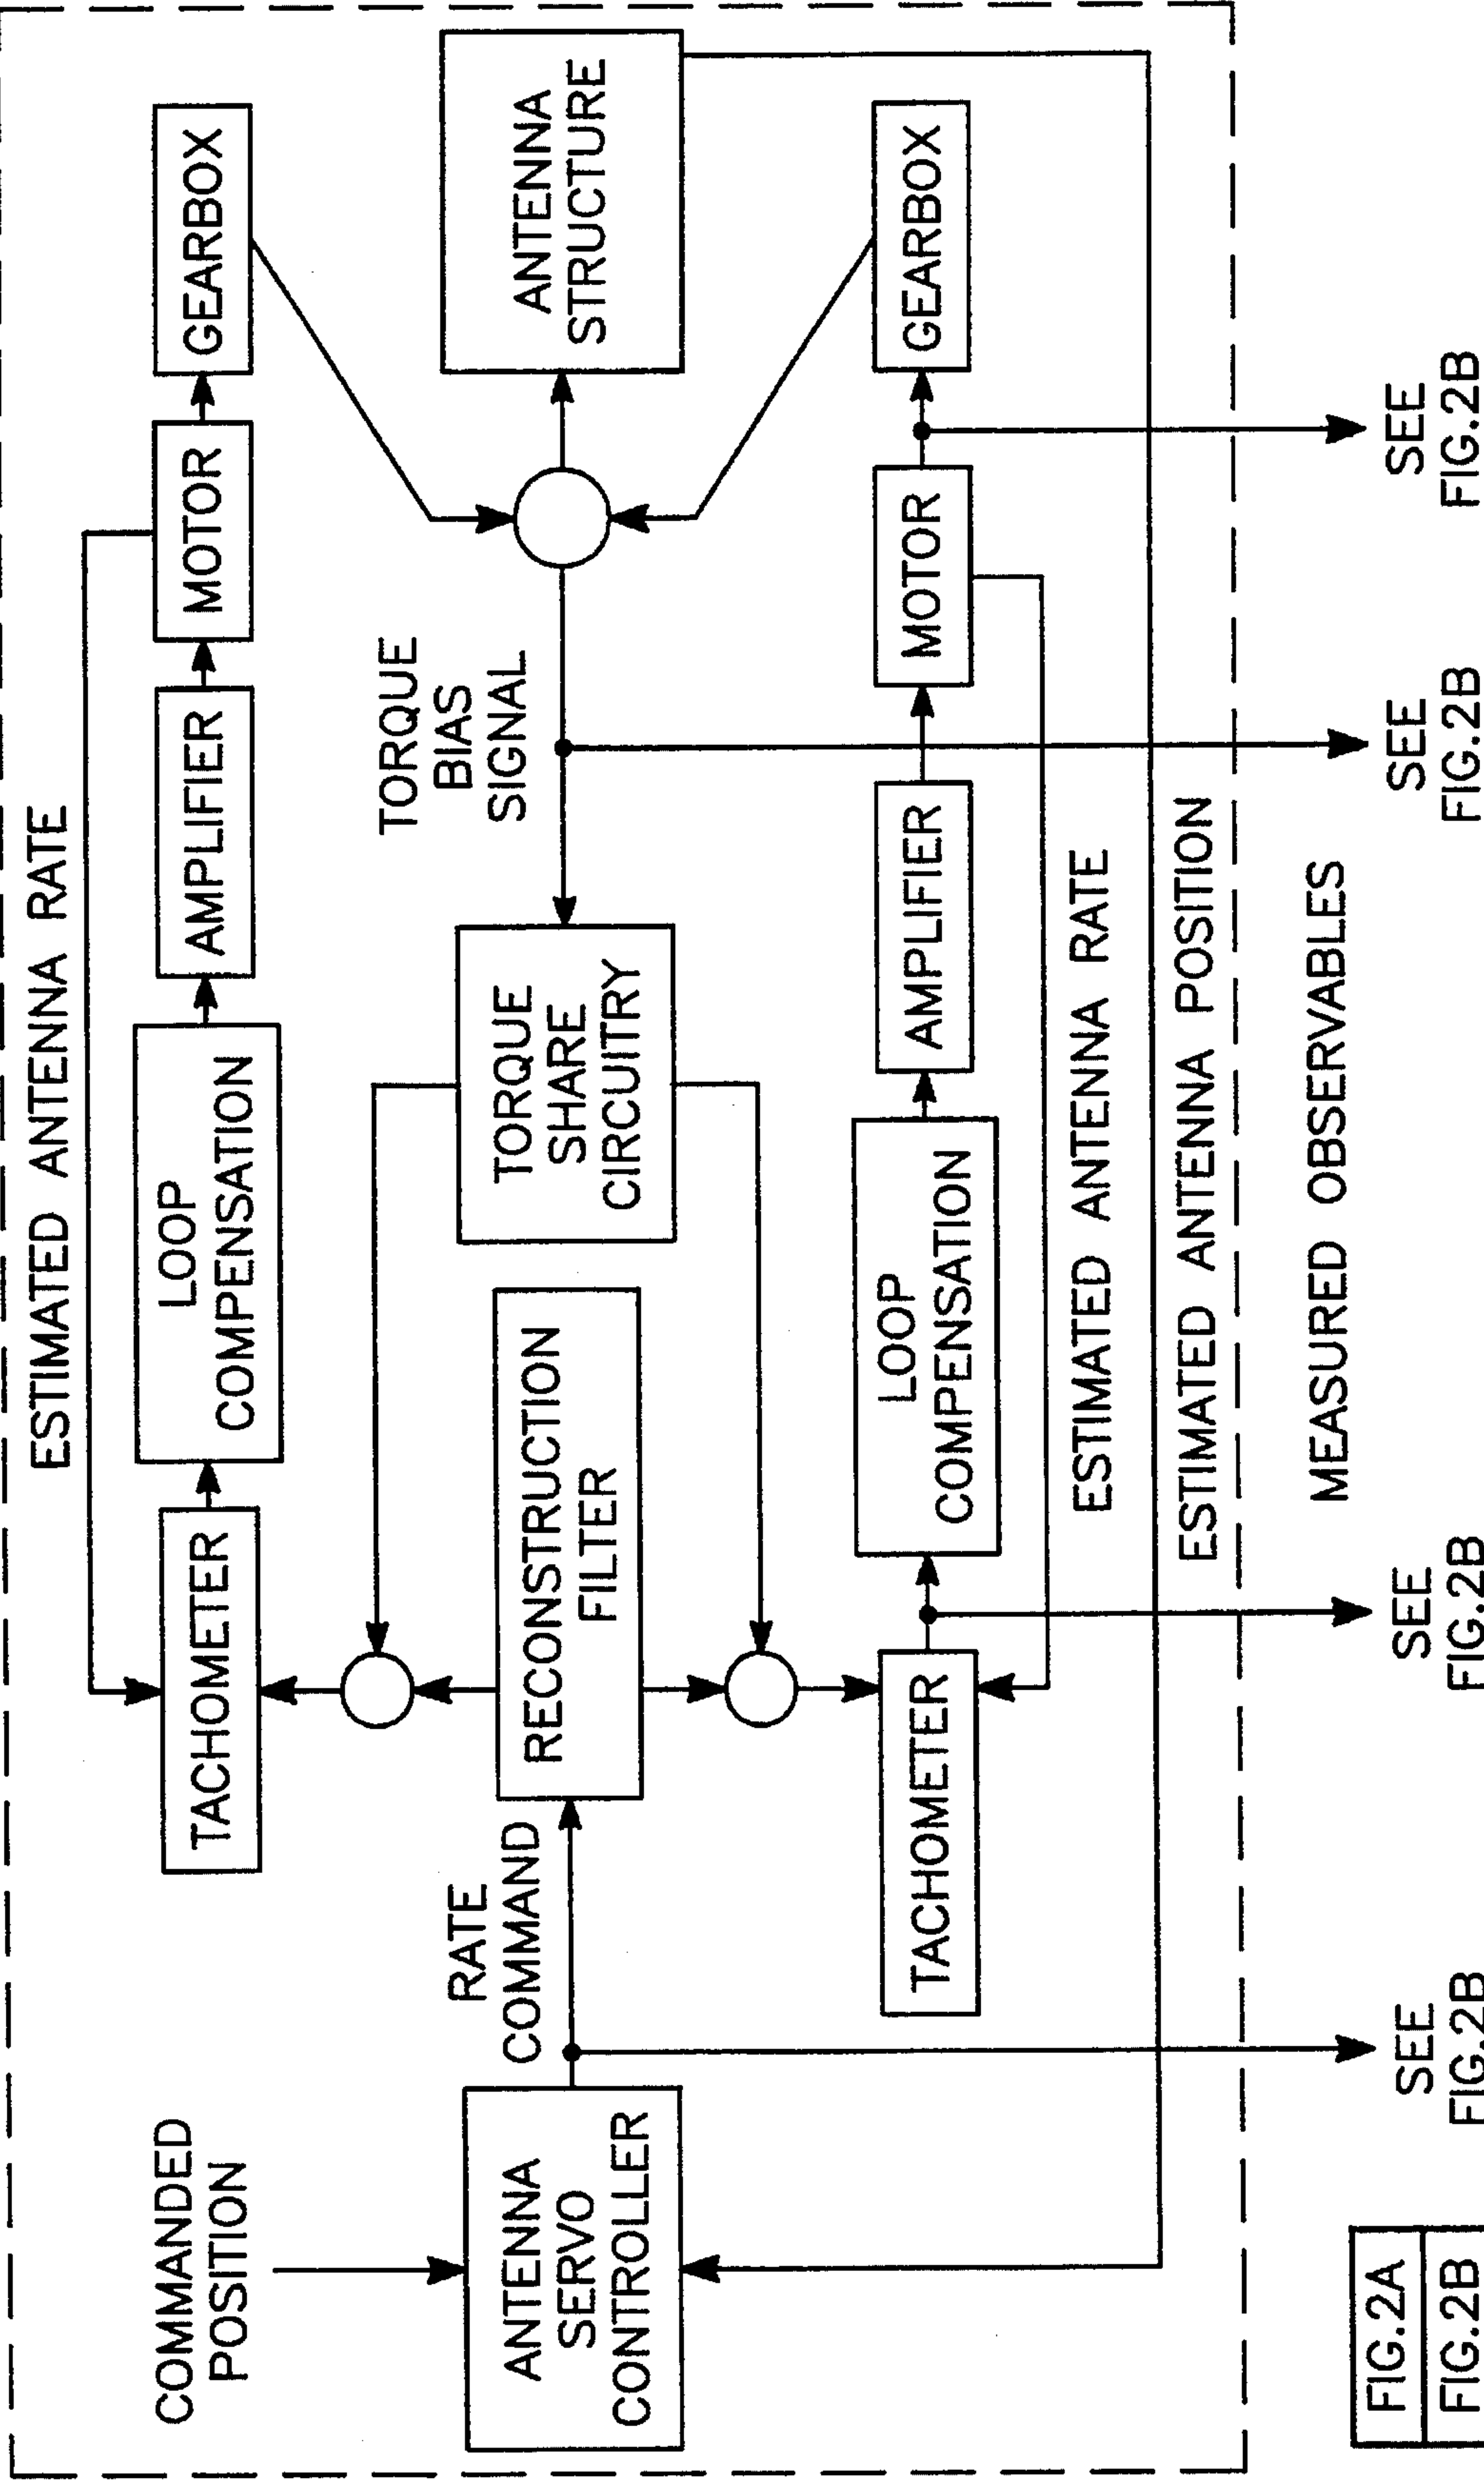 ESTIMATED ANTENNA RATE
COMMANDED
POSITION
TACHOMETER
LOOP
COMPENSATION
AMPLIFIER
MOTOR
GEARBOX
TORQUE
BIAS
SIGNAL
RATE
COMMAND
ANTENNA
SERVO
CONTROLLER
RECONSTRUCTION
FILTER
TORQUE
SHARE
CIRCUITRY
ANTENNA
STRUCTURE
TACHOMETER
LOOP
COMPENSATION
AMPLIFIER
MOTOR
GEARBOX
ESTIMATED ANTENNA RATE
ESTIMATED ANTENNA POSITION
MEASURED OBSERVABLES
SEE
FIG.2B
SEE
FIG.2B
SEE
FIG.2B
SEE
FIG.2B
FIG.2A
FIG.2B